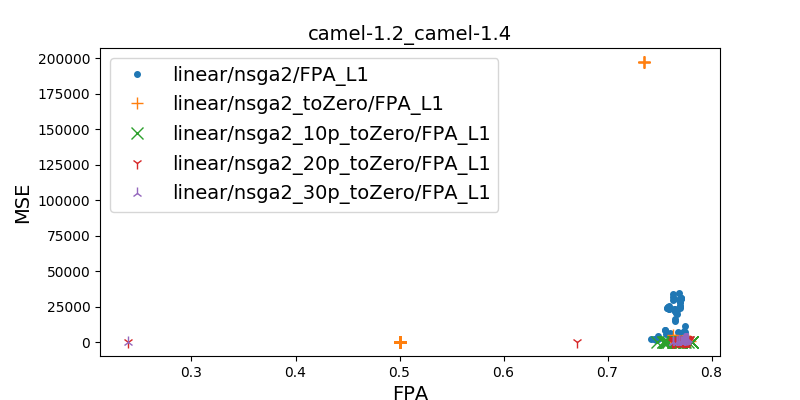 camel-1.2_camel-1.4
200000
175000
150000
125000
100000
75000
50000
25000
0
MSE
linear/nsga2/FPA_L1
linear/nsga2_toZero/FPA_L1
linear/nsga2_10p_toZero/FPA_L1
linear/nsga2_20p_toZero/FPA_L1
linear/nsga2_30p_toZero/FPA_L1
0.3 0.4 0.5 0.6 0.7 0.8
FPA